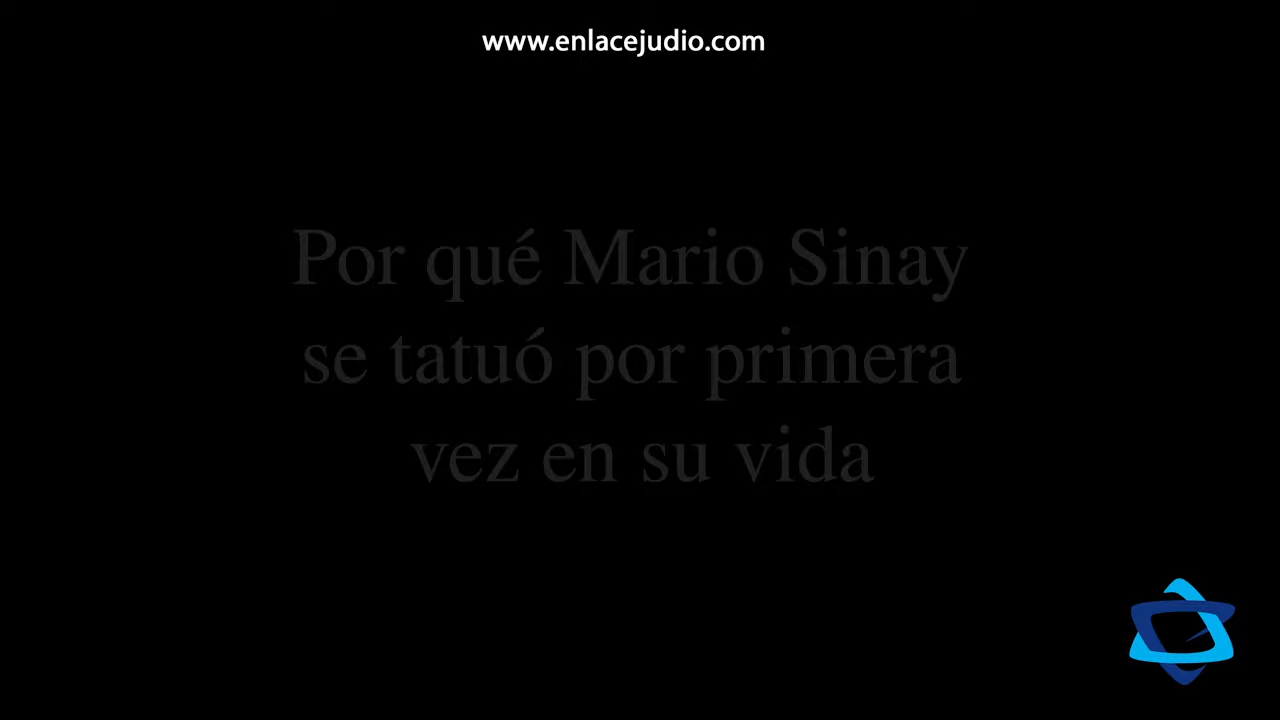 www.enlacejudio.com
Por qué Mario Sinay
se tatuó por primera
vez en su vida